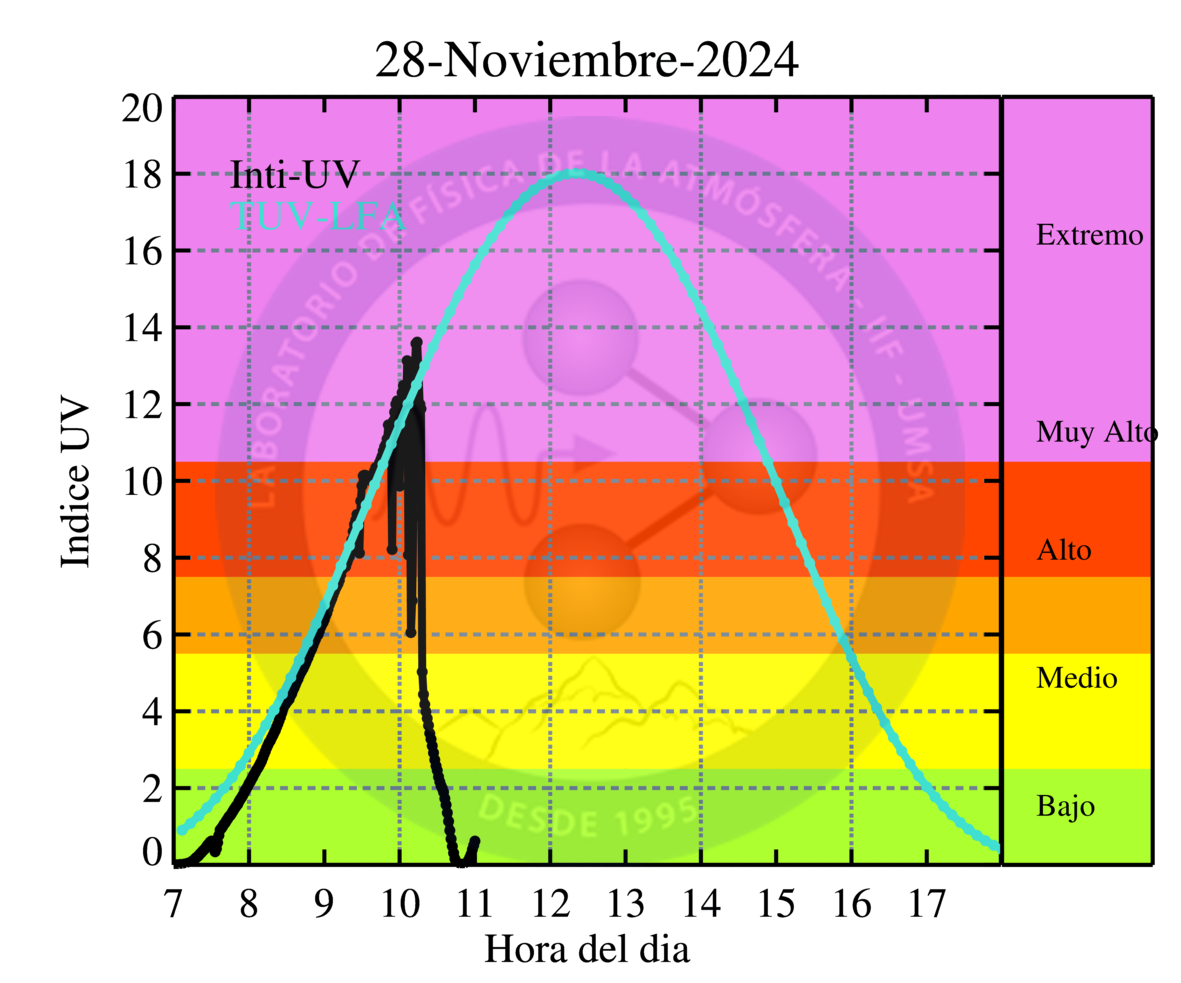 28-Noviembre-2024
20
18
16
14
12
10
8
6
4
2
0
Indice UV
Inti-UV
TUV-LFA
LABORATORIO DE FÍSICA DE LA ATMÓSFERA - IIF - UMSA
DESDE 1995
Extremo
Muy Alto
Alto
Medio
Bajo
7 8 9 10 11 12 13 14 15 16 17
Hora del dia